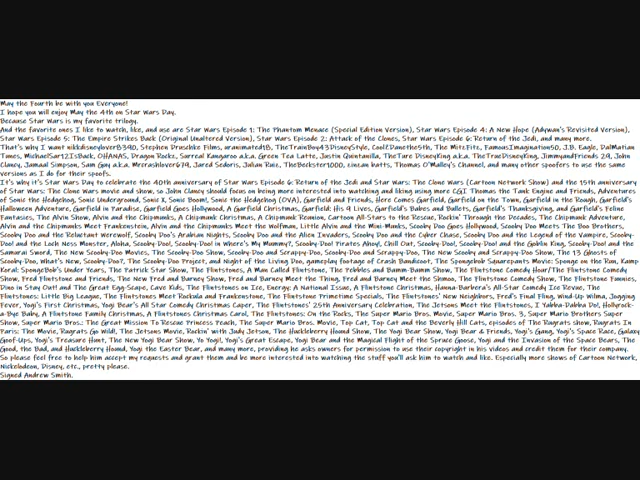 May the Fourth be with you Everyone!
I hope you will enjoy May the 4th on Star Wars Day.
Because Star Wars is my favorite trilogy.
And the favorite ones I like to watch, like, and use are Star Wars Episode 1: The Phantom Menace (Special Edition Version), Star Wars Episode 4: A New Hope (Adywan's Revisited Version),
Star Wars Episode 5: The Empire Strikes Back (Original Unaltered Version), Star Wars Episode 2: Attack of the Clones, Star Wars Episode 6: Return of the Jedi, and many more.
That's why I want nikkdisneylover8390, Stephen Druschke Films, uranimated18, TheTrainBoy43DisneyStyle, CoolZDanethe5th, The MitzFitz, FamousImagination50, J.B. Eagle, DalMatian
Times, MichaelSar12IsBack, OHANAS, Dragon Rockz, Surreal Kangaroo a.k.a. Green Tea Latte, Justin Quintanilla, TheTure DisneyKing a.k.a. TheTrueDisneyKing, JimmyandFriends 29, John
Clancy, Jamaal Simpson, Sam Guy a.k.a. Mrcrashlover679, Jared Sedoris, Julian Ruiz, TheBeckster1000, eincam batts, Thomas O'Malley's Channel, and many other spoofers to use the same
versions as I do for their spoofs.
It's why it's Star Wars Day to celebrate the 40th anniversary of Star Wars Episode 6: Return of the Jedi and Star Wars: The Clone Wars (Cartoon Network Show) and the 15th anniversary
of Star Wars: The Clone Wars movie and show, so John Clancy should focus on being more interested into watching and liking using more CGI Thomas the Tank Engine and Friends, Adventures
of Sonic the Hedgehog, Sonic Underground, Sonic X, Sonic Boom!, Sonic the Hedgehog (OVA), Garfield and Friends, Here Comes Garfield, Garfield on the Town, Garfield in the Rough, Garfield's
Halloween Adventure, Garfield in Paradise, Garfield Goes Hollywood, A Garfield Christmas, Garfield: His 9 Lives, Garfield's Babes and Bullets, Garfield's Thanksgiving, and Garfield's Feline
Fantasies, The Alvin Show, Alvin and the Chipmunks, A Chipmunk Christmas, A Chipmunk Reunion, Cartoon All-Stars to the Rescue, Rockin' Through the Decades, The Chipmunk Adventure,
Alvin and the Chipmunks Meet Frankenstein, Alvin and the Chipmunks Meet the Wolfman, Little Alvin and the Mini-Munks, Scooby Doo Goes Hollywood, Scooby Doo Meets The Boo Brothers,
Scooby Doo and the Reluctant Werewolf, Scooby Doo's Arabian Nights, Scooby Doo and the Alien Invaders, Scooby Doo and the Cyber Chase, Scooby Doo and the Legend of the Vampire, Scooby-
Doo! and the Loch Ness Monster, Aloha, Scooby-Doo!, Scooby-Doo! in Where's My Mummy?, Scooby-Doo! Pirates Ahoy!, Chill Out, Scooby-Doo!, Scooby-Doo! and the Goblin King, Scooby-Doo! and the
Samurai Sword, The New Scooby-Doo Movies, The Scooby-Doo Show, Scooby-Doo and Scrappy-Doo, Scooby-Doo and Scrappy-Doo, The New Scooby and Scrappy-Doo Show, The 13 Ghosts of
Scooby-Doo, What's New, Scooby-Doo?, The Scooby-Doo Project, and Night of the Living Doo, gameplay footage of Crash Bandicoot, The Spongebob Squarepants Movie: Sponge on the Run, Kamp
Koral: SpongeBob's Under Years, The Patrick Star Show, The Flintstones, A Man Called Flintstone, The Pebbles and Bamm-Bamm Show, The Flintstone Comedy Hour/The Flintstone Comedy
Show, Fred Flintstone and Friends, The New Fred and Barney Show, Fred and Barney Meet the Thing, Fred and Barney Meet the Shmoo, The Flintstone Comedy Show, The Flintstone Funnies,
Dino in Stay Out! and The Great Egg-Scape, Cave Kids, The Flintstones on Ice, Energy: A National Issue, A Flintstone Christmas, Hanna-Barbera's All-Star Comedy Ice Revue, The
Flintstones: Little Big League, The Flintstones Meet Rockula and Frankenstone, The Flintstone Primetime Specials, The Flintstones' New Neighbors, Fred's Final Fling, Wind-Up Wilma, Jogging
Fever, Yogi's First Christmas, Yogi Bear's All Star Comedy Christmas Caper, The Flintstones' 25th Anniversary Celebration, The Jetsons Meet the Flintstones, I Yabba-Dabba Do!, Hollyrock-
a-Bye Baby, A Flintstone Family Christmas, A Flintstones Christmas Carol, The Flintstones: On the Rocks, The Super Mario Bros. Movie, Super Mario Bros. 3, Super Mario Brothers Super
Show, Super Mario Bros.: The Great Mission To Rescue Princess Peach, The Super Mario Bros. Movie, Top Cat, Top Cat and the Beverly Hill Cats, episodes of The Rugrats show, Rugrats In
Paris: The Movie, Rugrats Go Wild, The Jetsons Movie, Rockin' with Judy Jetson, The Huckleberry Hound Show, The Yogi Bear Show, Yogi Bear & Friends, Yogi's Gang, Yogi's Space Race, Galaxy
Goof-Ups, Yogi's Treasure Hunt, The New Yogi Bear Show, Yo Yogi!, Yogi's Great Escape, Yogi Bear and the Magical Flight of the Spruce Goose, Yogi and the Invasion of the Space Bears, The
Good, the Bad, and Huckleberry Hound, Yogi the Easter Bear, and many more, providing he asks owners for permission to use their copyright in his videos and credit them for their company.
So please feel free to help him accept my requests and grant them and be more interested into watching the stuff you'll ask him to watch and like. Especially more shows of Cartoon Network,
Nickelodeon, Disney, etc., pretty please.
Signed Andrew Smith.